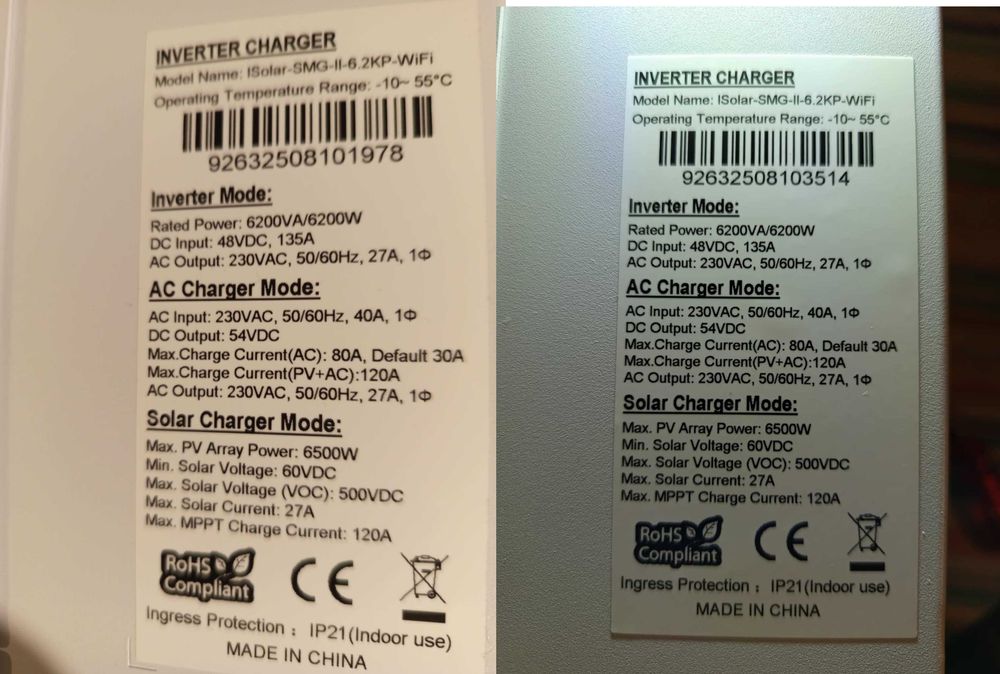 INVERTER CHARGER
Model Name: ISolar-SMG-II-6.2KP-WiFi
Operating Temperature Range: -10~ 55°C
92632508101978
Inverter Mode:
Rated Power: 6200VA/6200W
DC Input: 48VDC, 135A
AC Output: 230VAC, 50/60Hz, 27A, 1Φ
AC Charger Mode:
AC Input: 230VAC, 50/60Hz, 40A, 1Φ
DC Output: 54VDC
Max.Charge Current(AC): 80A, Default 30A
Max.Charge Current(PV+AC):120A
AC Output: 230VAC, 50/60Hz, 27A, 1Φ
Solar Charger Mode:
Max. PV Array Power: 6500W
Min. Solar Voltage: 60VDC
Max. Solar Voltage (VOC): 500VDC
Max. Solar Current: 27A
Max. MPPT Charge Current: 120A
RoHS
Compliant
CE
Ingress Protection : IP21(Indoor use)
MADE IN CHINA
INVERTER CHARGER
Model Name: ISolar-SMG-II-6.2KP-WiFi
Operating Temperature Range: -10~ 55°C
92632508103514
Inverter Mode:
Rated Power: 6200VA/6200W
DC Input: 48VDC, 135A
AC Output: 230VAC, 50/60Hz, 27A, 1Φ
AC Charger Mode:
AC Input: 230VAC, 50/60Hz, 40A, 1Φ
DC Output: 54VDC
Max.Charge Current(AC): 80A, Default 30A
Max.Charge Current(PV+AC):120A
AC Output: 230VAC, 50/60Hz, 27A, 1Φ
Solar Charger Mode:
Max. PV Array Power: 6500W
Min. Solar Voltage: 60VDC
Max. Solar Voltage (VOC): 500VDC
Max. Solar Current: 27A
Max. MPPT Charge Current: 120A
RoHS
Compliant
CE
Ingress Protection : IP21(Indoor use)
MADE IN CHINA